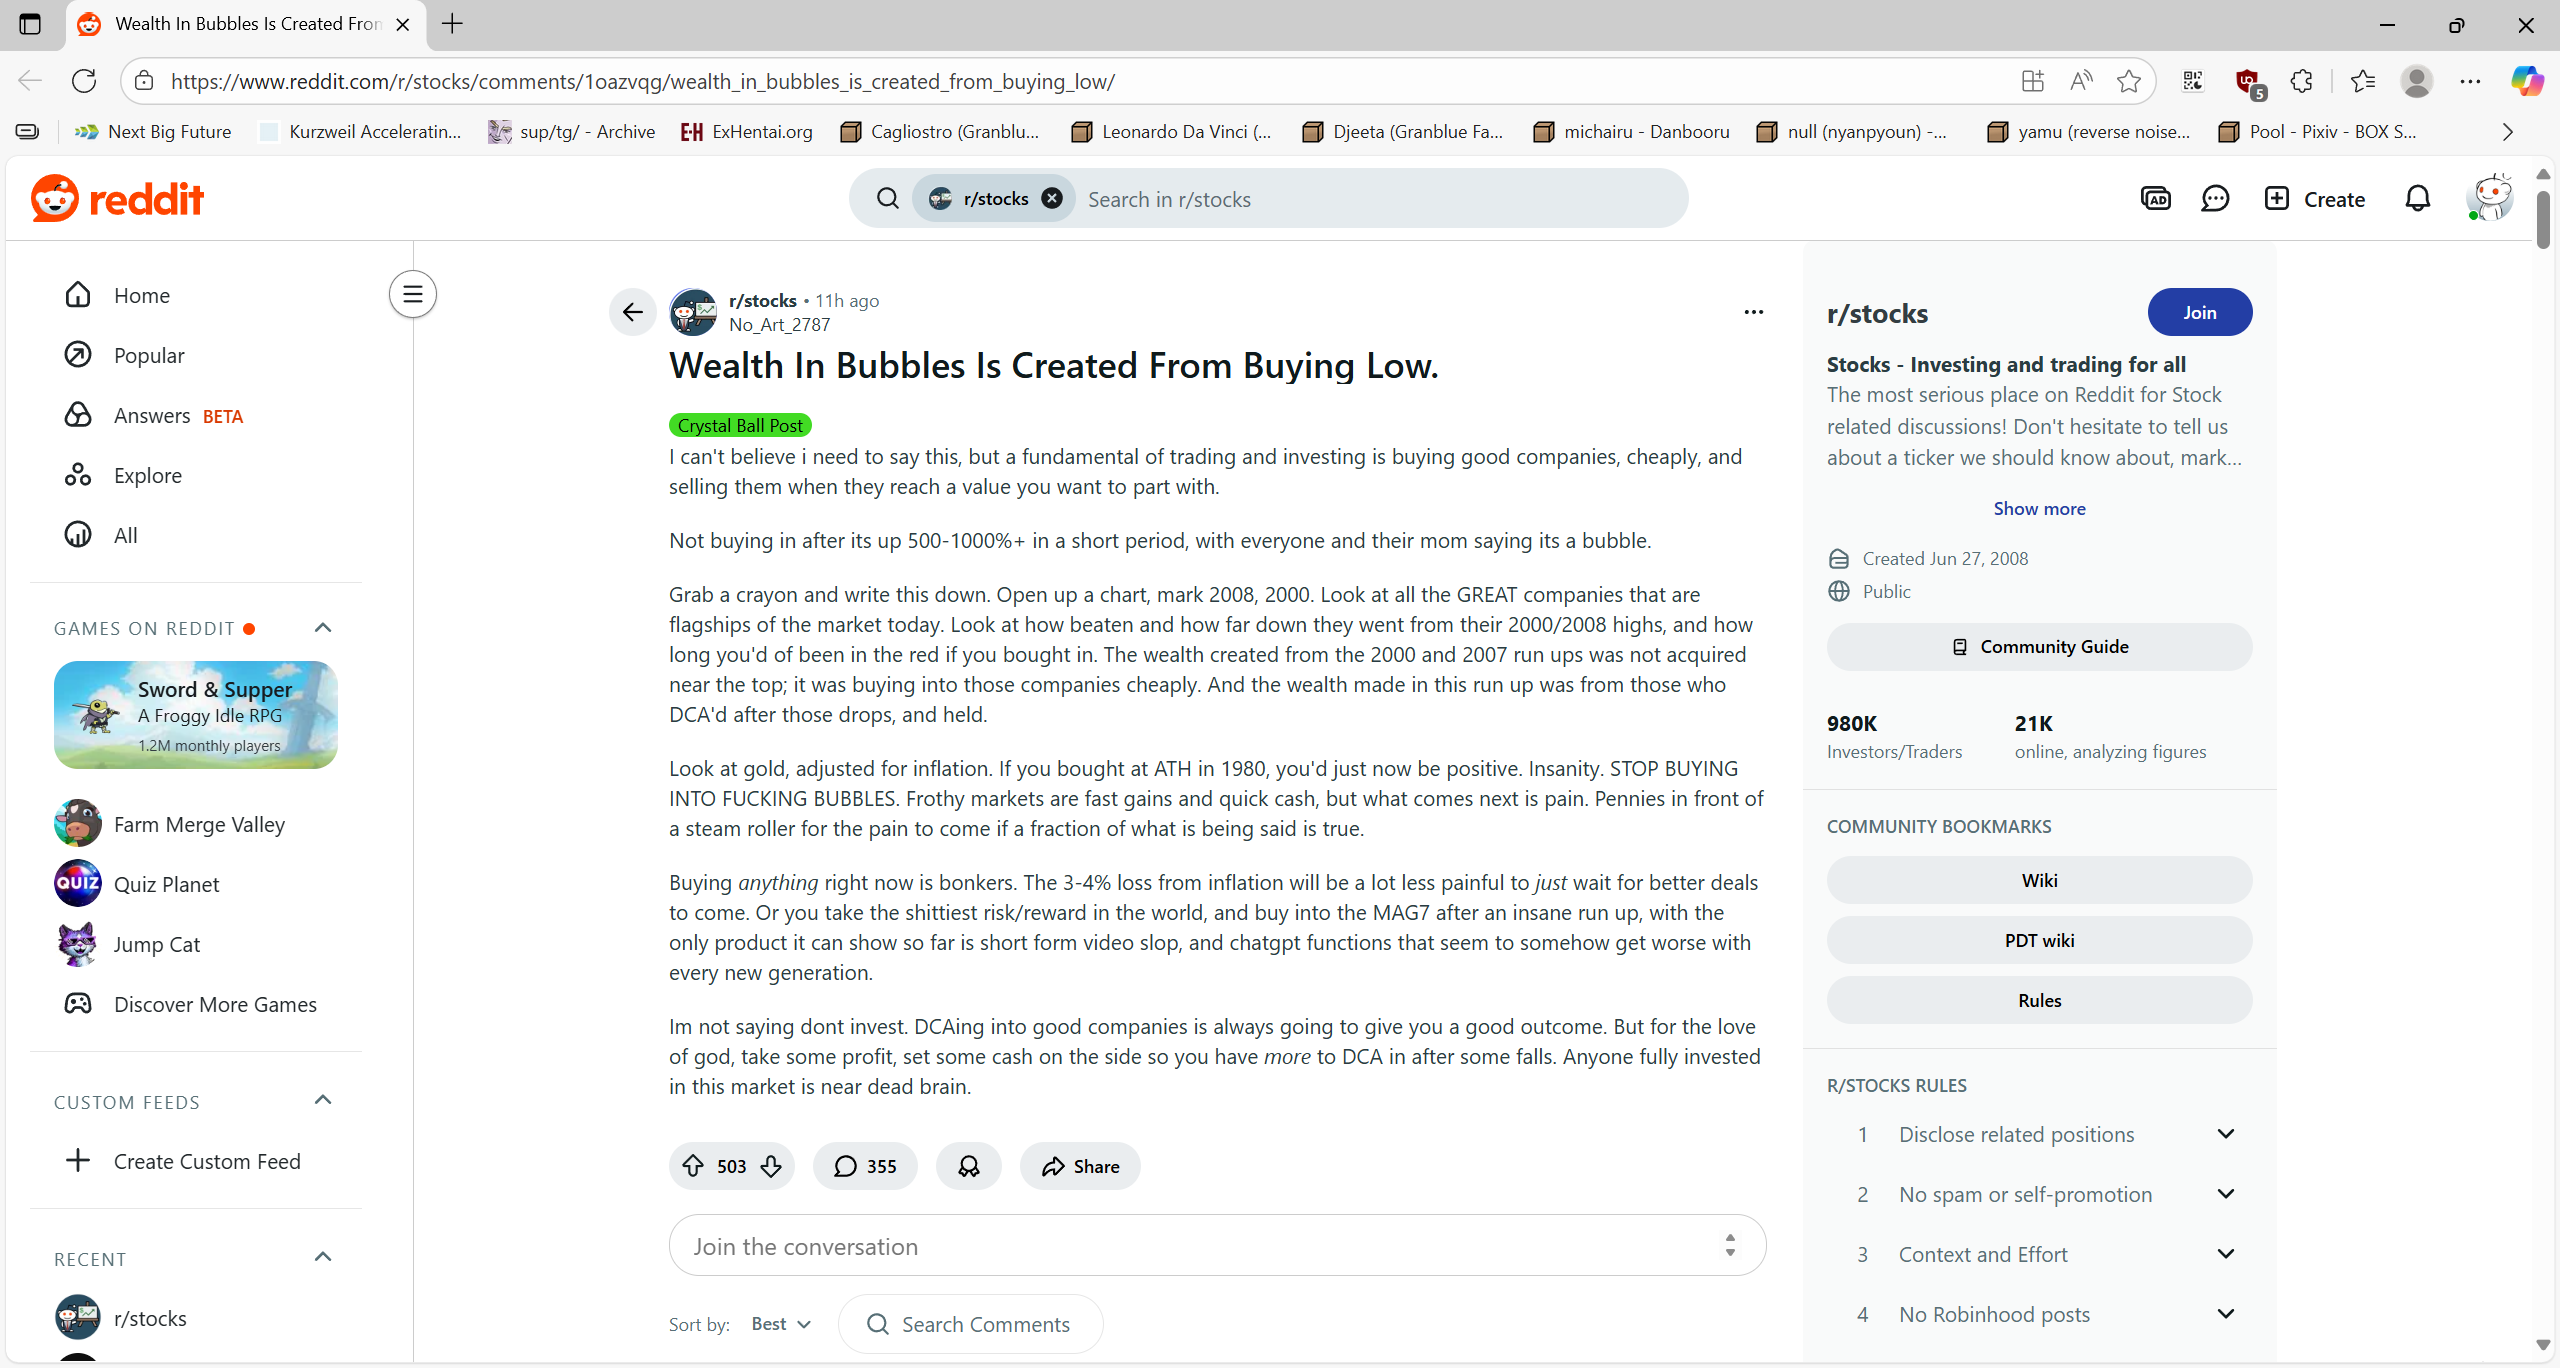 Wealth In Bubbles Is Created From
https://www.reddit.com/r/stocks/comments/1oazvqg/wealth_in_bubbles_is_created_from_buying_low/
5
Next Big Future
Kurzweil Acceleratin...
sup/tg/ - Archive
E-H ExHentai.org
Cagliostro (Granblu...
Leonardo Da Vinci (...
Djeeta (Granblue Fa...
michairu - Danbooru
null (nyanpyoun) -...
yamu (reverse noise...
Pool - Pixiv - BOX S...
reddit
r/stocks
Search in r/stocks
AD
Create
Home
Popular
Answers BETA
Explore
All
GAMES ON REDDIT
Sword & Supper
A Froggy Idle RPG
1.2M monthly players
Farm Merge Valley
QUIZ
Quiz Planet
Jump Cat
Discover More Games
CUSTOM FEEDS
Create Custom Feed
RECENT
r/stocks
r/stocks • 11h ago
No_Art_2787
Wealth In Bubbles Is Created From Buying Low.
Crystal Ball Post
I can't believe i need to say this, but a fundamental of trading and investing is buying good companies, cheaply, and
selling them when they reach a value you want to part with.
Not buying in after its up 500-1000%+ in a short period, with everyone and their mom saying its a bubble.
Grab a crayon and write this down. Open up a chart, mark 2008, 2000. Look at all the GREAT companies that are
flagships of the market today. Look at how beaten and how far down they went from their 2000/2008 highs, and how
long you'd of been in the red if you bought in. The wealth created from the 2000 and 2007 run ups was not acquired
near the top; it was buying into those companies cheaply. And the wealth made in this run up was from those who
DCA'd after those drops, and held.
Look at gold, adjusted for inflation. If you bought at ATH in 1980, you'd just now be positive. Insanity. STOP BUYING
INTO FUCKING BUBBLES. Frothy markets are fast gains and quick cash, but what comes next is pain. Pennies in front of
a steam roller for the pain to come if a fraction of what is being said is true.
Buying anything right now is bonkers. The 3-4% loss from inflation will be a lot less painful to just wait for better deals
to come. Or you take the shittiest risk/reward in the world, and buy into the MAG7 after an insane run up, with the
only product it can show so far is short form video slop, and chatgpt functions that seem to somehow get worse with
every new generation.
Im not saying dont invest. DCAing into good companies is always going to give you a good outcome. But for the love
of god, take some profit, set some cash on the side so you have more to DCA in after some falls. Anyone fully invested
in this market is near dead brain.
503
355
Share
Join the conversation
Sort by: Best
Search Comments
r/stocks
Join
Stocks - Investing and trading for all
The most serious place on Reddit for Stock
related discussions! Don't hesitate to tell us
about a ticker we should know about, mark...
Show more
Created Jun 27, 2008
Public
Community Guide
980K
Investors/Traders
21K
online, analyzing figures
COMMUNITY BOOKMARKS
Wiki
PDT wiki
Rules
R/STOCKS RULES
1 Disclose related positions
2 No spam or self-promotion
3 Context and Effort
4 No Robinhood posts